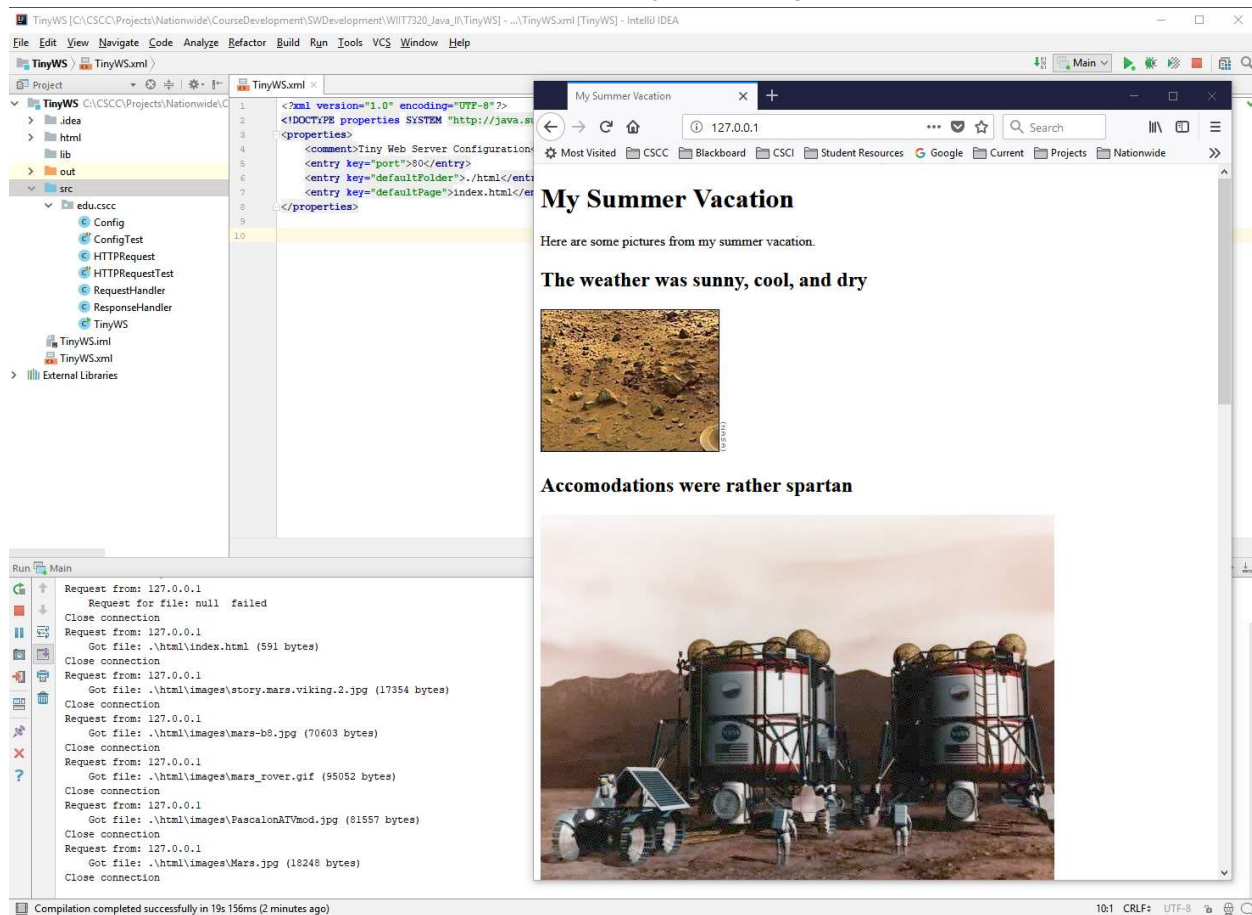 TinyWS [C:\CSCC\Projects\Nationwide\CourseDevelopment\SWDevelopment\WIIT7320_Java_II\TinyWS] - ...\TinyWS.xml [TinyWS] - IntelliJ IDEA
File Edit View Navigate Code Analyze Refactor Build Run Tools VCS Window Help
TinyWS TinyWS.xml
Main
Project
TinyWS.xml
TinyWS C:\CSCC\Projects\Nationwide\C
.idea
html
lib
out
src
edu.cscc
Config
ConfigTest
HTTPRequest
HTTPRequestTest
RequestHandler
ResponseHandler
TinyWS
TinyWS.iml
TinyWS.xml
External Libraries
1 <?xml version="1.0" encoding="UTF-8"?>
2 <!DOCTYPE properties SYSTEM "http://java.su
3 <properties>
4 <comment>Tiny Web Server Configuration<
5 <entry key="port">80</entry>
6 <entry key="defaultFolder">./html</entr
7 <entry key="defaultPage">index.html</en
8 </properties>
9
10
My Summer Vacation
127.0.0.1
Search
Most Visited CSCC Blackboard CSCI Student Resources Google Current Projects Nationwide
My Summer Vacation
Here are some pictures from my summer vacation.
The weather was sunny, cool, and dry
(NASA)
Accomodations were rather spartan
Run Main
Request from: 127.0.0.1
Request for file: null failed
Close connection
Request from: 127.0.0.1
Got file: .\html\index.html (591 bytes)
Close connection
Request from: 127.0.0.1
Got file: .\html\images\story.mars.viking.2.jpg (17354 bytes)
Close connection
Request from: 127.0.0.1
Got file: .\html\images\mars-b8.jpg (70603 bytes)
Close connection
Request from: 127.0.0.1
Got file: .\html\images\mars_rover.gif (95052 bytes)
Close connection
Request from: 127.0.0.1
Got file: .\html\images\PascalonATVmod.jpg (81557 bytes)
Close connection
Request from: 127.0.0.1
Got file: .\html\images\Mars.jpg (18248 bytes)
Close connection
Compilation completed successfully in 19s 156ms (2 minutes ago)
10:1 CRLF UTF-8